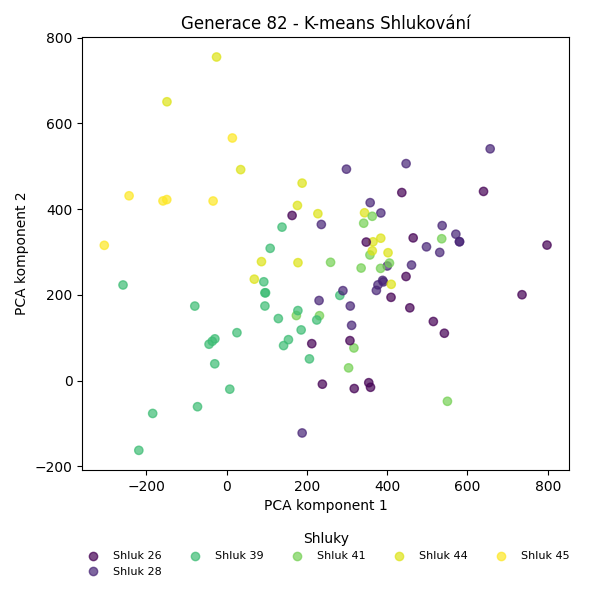 Generace 82 - K-means Shlukování
800
600
400
200
0
−200
PCA komponent 2
−200 0 200 400 600 800
PCA komponent 1
Shluky
Shluk 26 Shluk 39 Shluk 41 Shluk 44 Shluk 45
Shluk 28